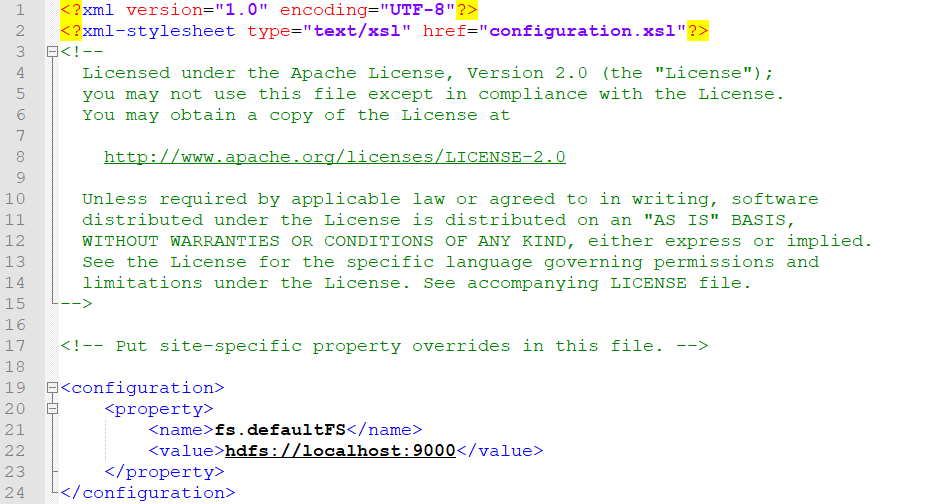 1 <?xml version="1.0" encoding="UTF-8"?>
2 <?xml-stylesheet type="text/xsl" href="configuration.xsl"?>
3 <!--
4   Licensed under the Apache License, Version 2.0 (the "License");
5   you may not use this file except in compliance with the License.
6   You may obtain a copy of the License at
7
8     http://www.apache.org/licenses/LICENSE-2.0
9
10   Unless required by applicable law or agreed to in writing, software
11   distributed under the License is distributed on an "AS IS" BASIS,
12   WITHOUT WARRANTIES OR CONDITIONS OF ANY KIND, either express or implied.
13   See the License for the specific language governing permissions and
14   limitations under the License. See accompanying LICENSE file.
15 -->
16
17 <!-- Put site-specific property overrides in this file. -->
18
19 <configuration>
20     <property>
21         <name>fs.defaultFS</name>
22         <value>hdfs://localhost:9000</value>
23     </property>
24 </configuration>